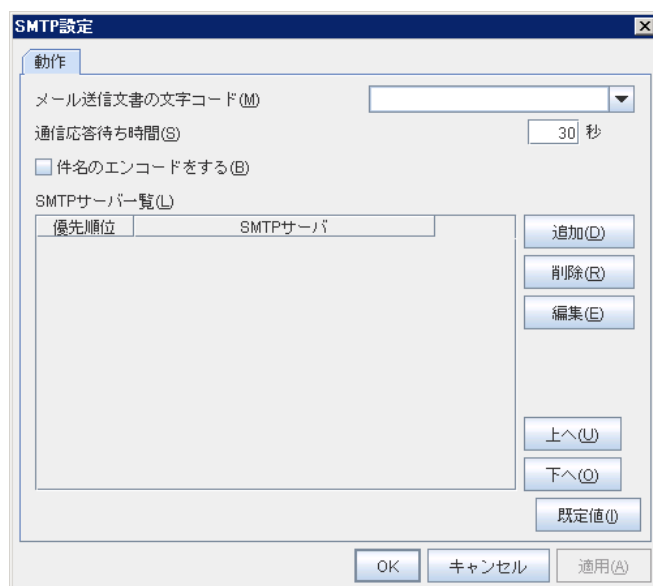 SMTP設定
動作
メール送信文書の文字コード(M)
通信応答待ち時間(S) 30 秒
件名のエンコードをする(B)
SMTPサーバ一覧(L)
優先順位 SMTPサーバ
追加(D)
削除(R)
編集(E)
上へ(U)
下へ(O)
既定値(I)
OK キャンセル 適用(A)